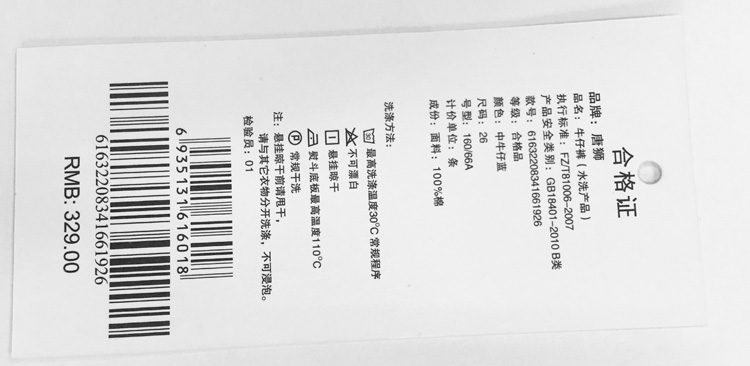 合格证
品牌：唐狮
品名：牛仔裤（水洗产品）
执行标准：FZ/T81006-2007
产品安全类别：GB18401-2010 B类
款号：61632208341661926
等级：合格品
颜色：中牛仔蓝
尺码：26
号型：160/66A
计价单位：条
成份：面料：100%棉
洗涤方法：
30 最高洗涤温度30℃ 常规程序
不可漂白
悬挂晾干
熨斗底板最高温度110℃
P 常规干洗
注：悬挂晾干前请甩干，
请与其它衣物分开洗涤，不可浸泡。
检验员：01
6935131616018
61632208341661926
RMB: 329.00